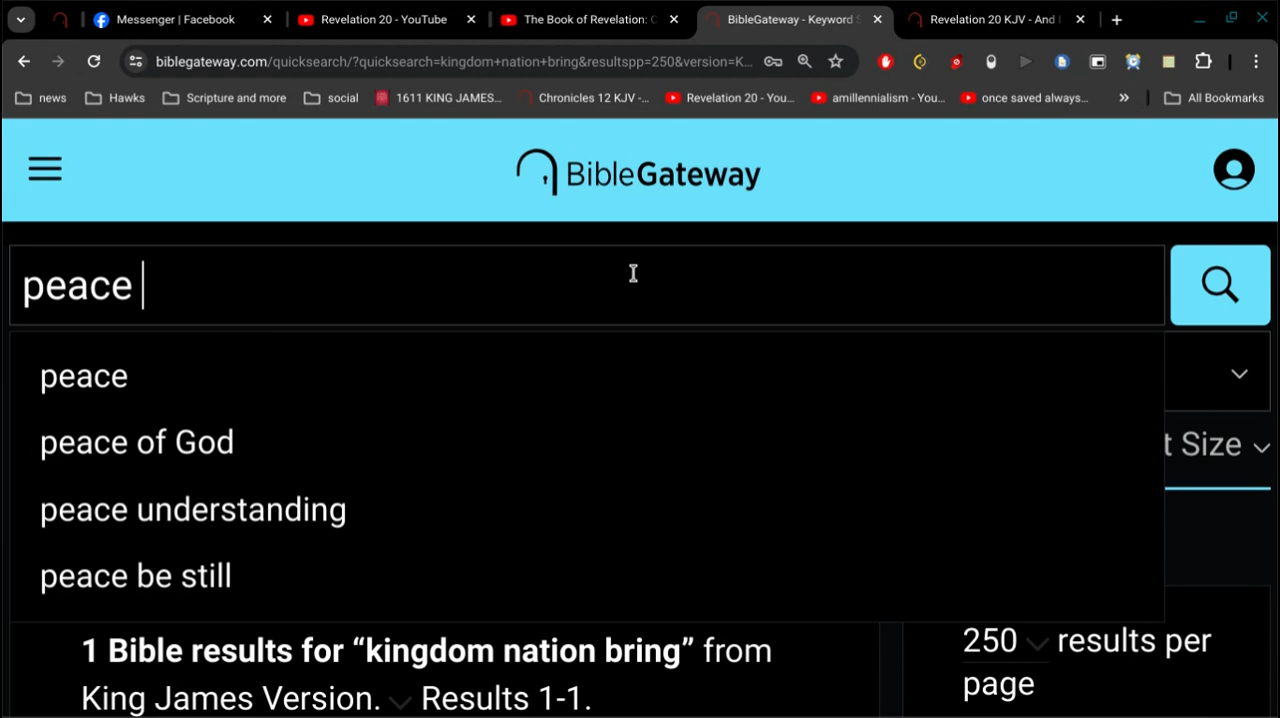 Messenger | Facebook
Revelation 20 - YouTube
The Book of Revelation:
BibleGateway - Keyword
Revelation 20 KJV - And
biblegateway.com/quicksearch/?quicksearch=kingdom+nation+bring&resultspp=250&version=K...
news
Hawks
Scripture and more
social
1611 KING JAMES...
Chronicles 12 KJV -...
Revelation 20 - You...
amillennialism - You...
once saved always...
All Bookmarks
BibleGateway
peace
peace
peace of God
t Size
peace understanding
peace be still
1 Bible results for “kingdom nation bring” from
King James Version. Results 1-1.
250 results per
page